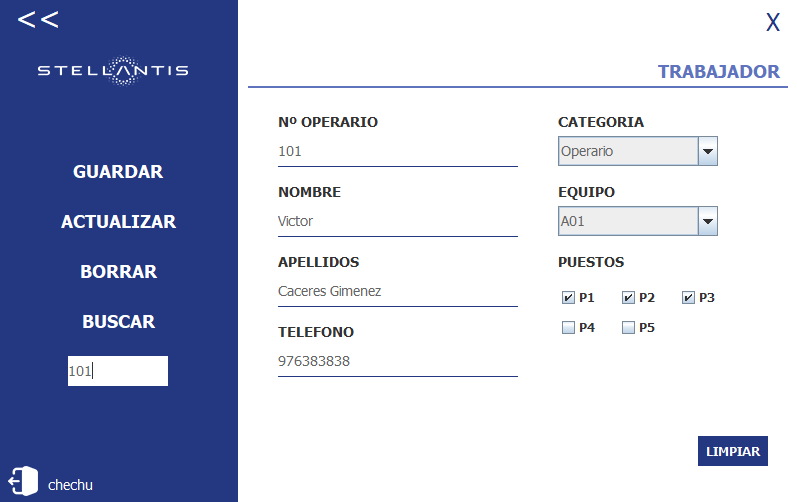 <<
STELLANTIS
GUARDAR
ACTUALIZAR
BORRAR
BUSCAR
101
chechu
X
TRABAJADOR
Nº OPERARIO
101
NOMBRE
Victor
APELLIDOS
Caceres Gimenez
TELEFONO
976383838
CATEGORIA
Operario
EQUIPO
A01
PUESTOS
P1 P2 P3
P4 P5
LIMPIAR